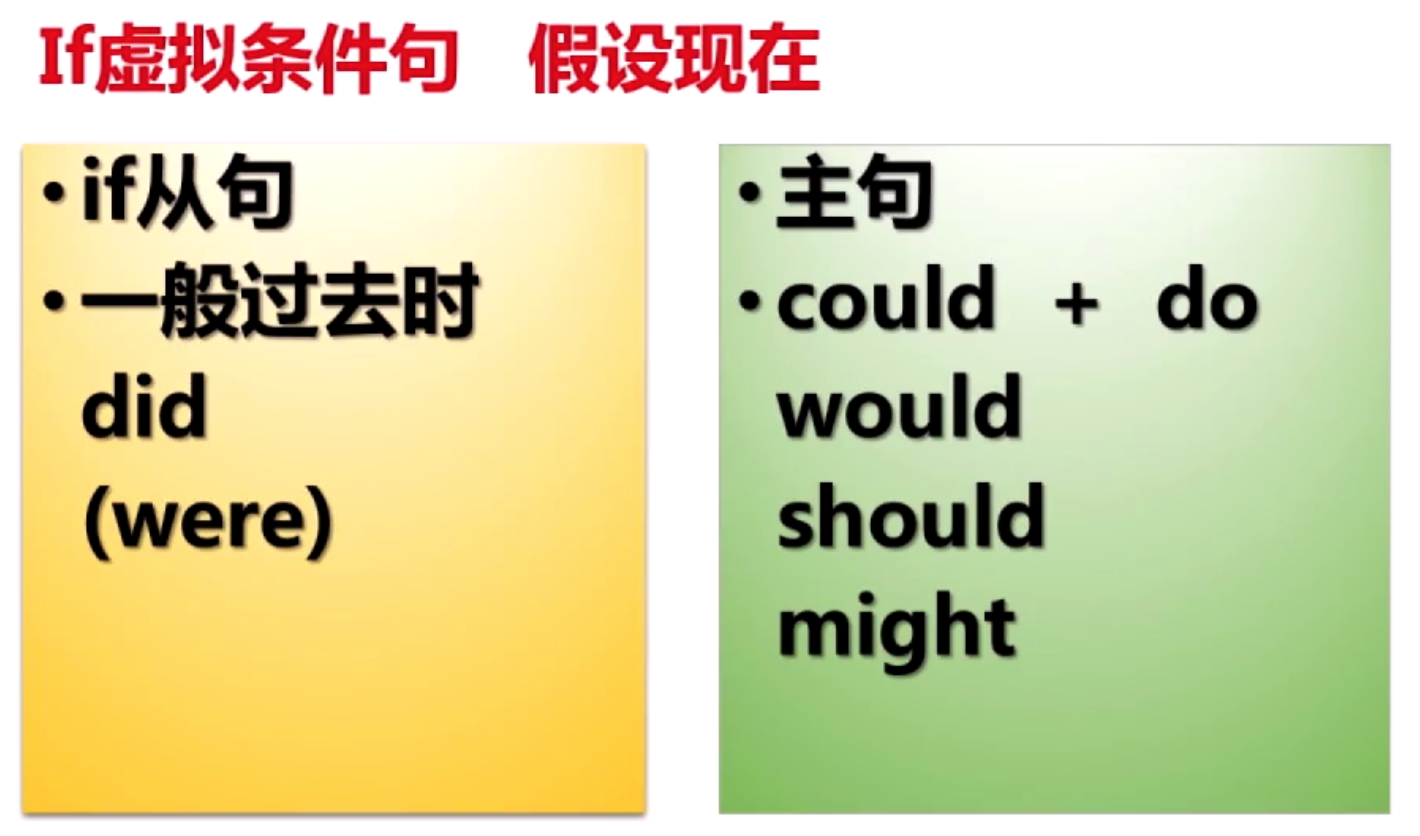 If虚拟条件句 假设现在
• if从句
• 一般过去时
did
(were)
• 主句
• could + do
would
should
might